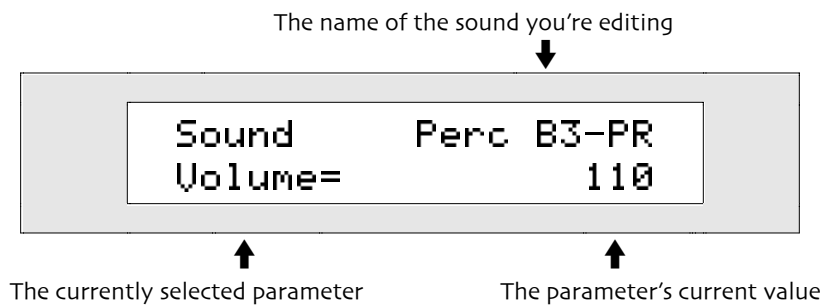 The name of the sound you’re editing
Sound Perc B3-PR
Volume= 110
The currently selected parameter The parameter’s current value